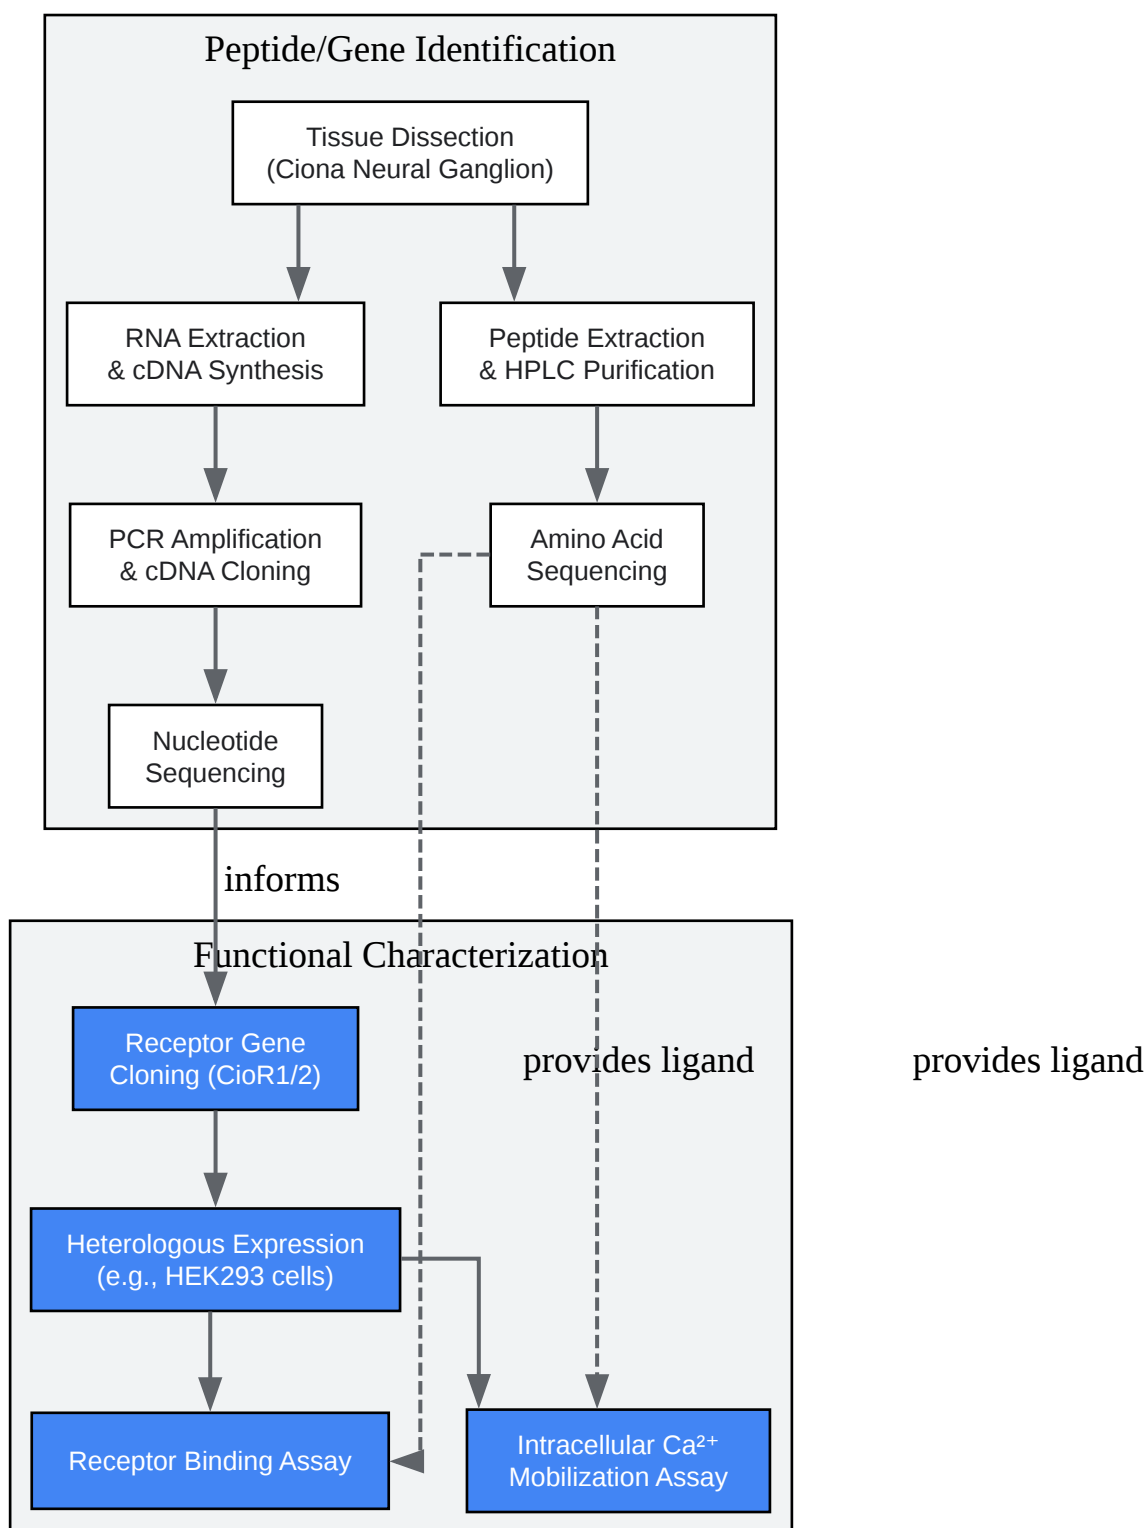 Peptide/Gene Identification
Tissue Dissection
(Ciona Neural Ganglion)
RNA Extraction
& cDNA Synthesis
Peptide Extraction
& HPLC Purification
PCR Amplification
& cDNA Cloning
Amino Acid
Sequencing
Nucleotide
Sequencing
informs
Functional Characterization
Receptor Gene
Cloning (CioR1/2)
provides ligand
provides ligand
Heterologous Expression
(e.g., HEK293 cells)
Receptor Binding Assay
Intracellular Ca²⁺
Mobilization Assay